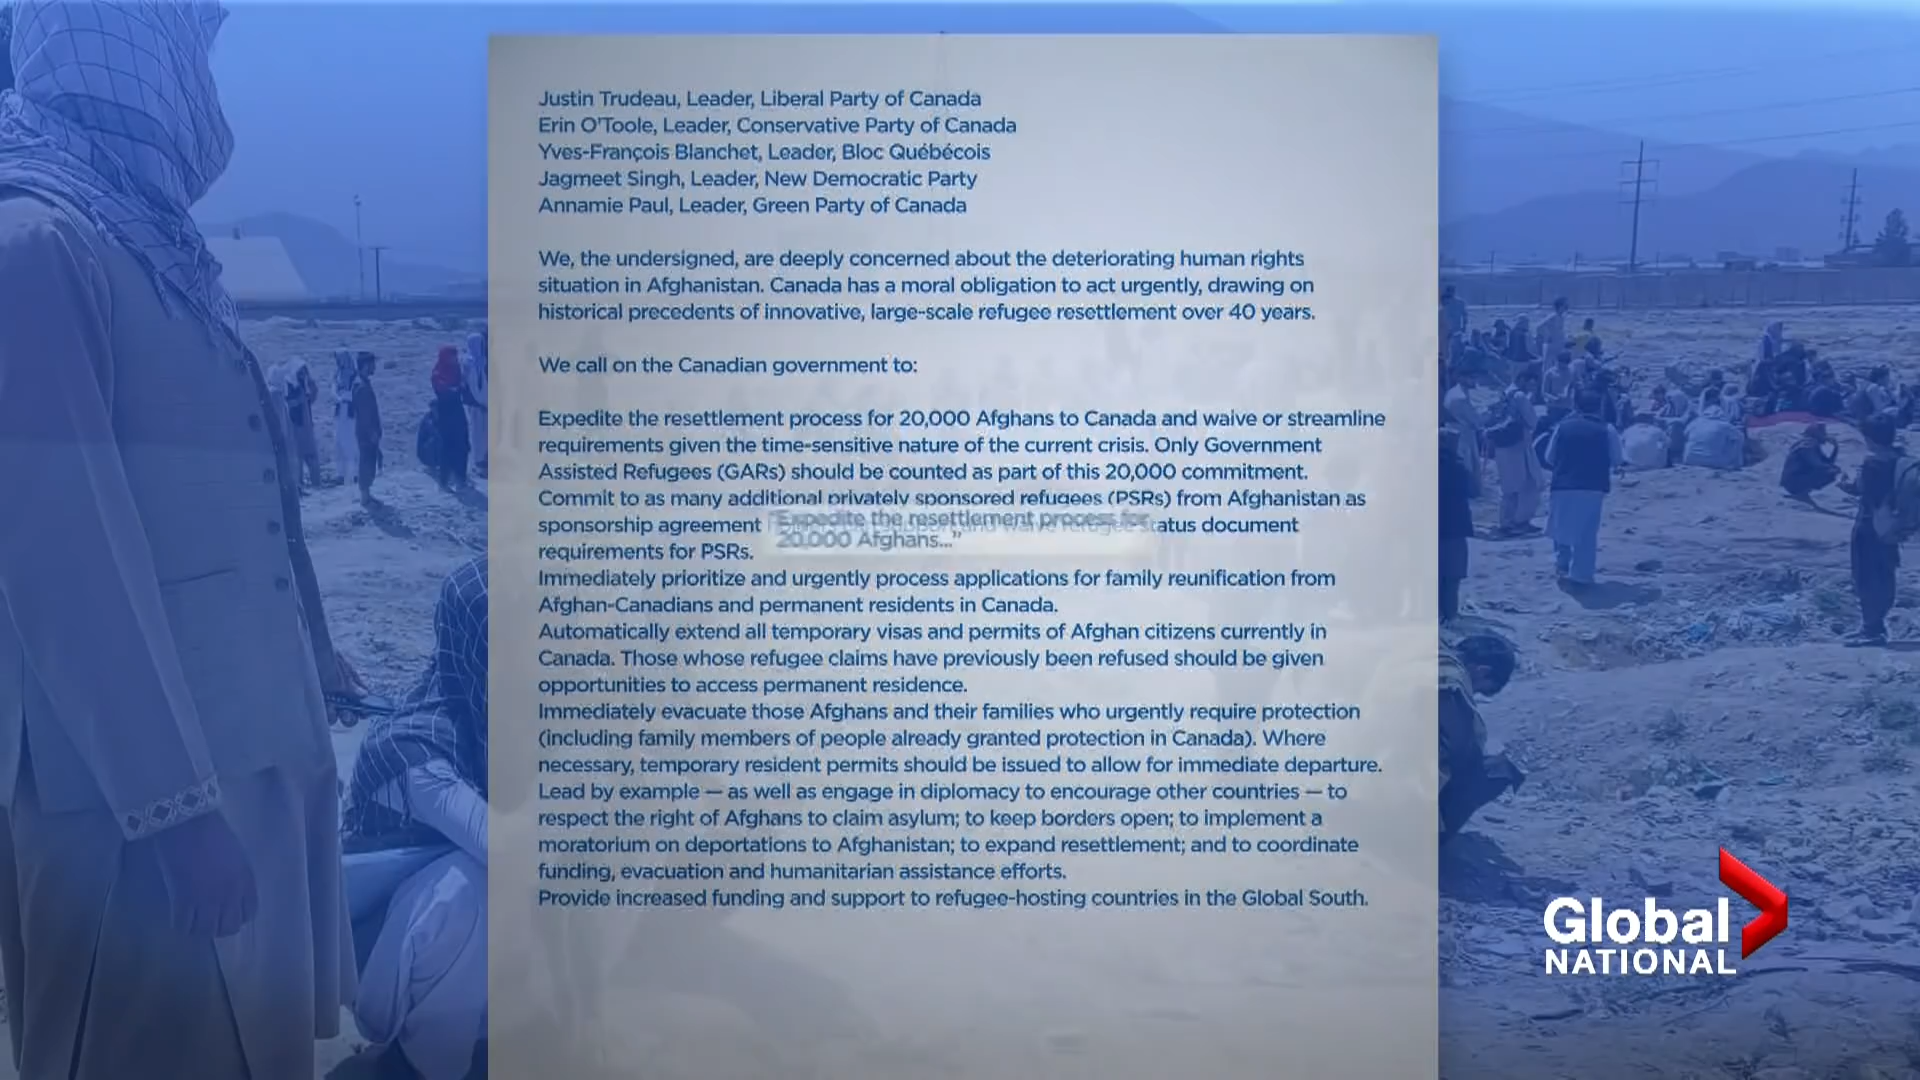 Justin Trudeau, Leader, Liberal Party of Canada
Erin O'Toole, Leader, Conservative Party of Canada
Yves-François Blanchet, Leader, Bloc Québécois
Jagmeet Singh, Leader, New Democratic Party
Annamie Paul, Leader, Green Party of Canada
We, the undersigned, are deeply concerned about the deteriorating human rights
situation in Afghanistan. Canada has a moral obligation to act urgently, drawing on
historical precedents of innovative, large-scale refugee resettlement over 40 years.
We call on the Canadian government to:
Expedite the resettlement process for 20,000 Afghans to Canada and waive or streamline
requirements given the time-sensitive nature of the current crisis. Only Government
Assisted Refugees (GARs) should be counted as part of this 20,000 commitment.
Commit to as many additional privately sponsored refugees (PSRs) from Afghanistan as
sponsorship agreement and waive refugee status document
"Expedite the resettlement process for
20,000 Afghans..."
requirements for PSRs.
Immediately prioritize and urgently process applications for family reunification from
Afghan-Canadians and permanent residents in Canada.
Automatically extend all temporary visas and permits of Afghan citizens currently in
Canada. Those whose refugee claims have previously been refused should be given
opportunities to access permanent residence.
Immediately evacuate those Afghans and their families who urgently require protection
(including family members of people already granted protection in Canada). Where
necessary, temporary resident permits should be issued to allow for immediate departure.
Lead by example — as well as engage in diplomacy to encourage other countries — to
respect the right of Afghans to claim asylum; to keep borders open; to implement a
moratorium on deportations to Afghanistan; to expand resettlement; and to coordinate
funding, evacuation and humanitarian assistance efforts.
Provide increased funding and support to refugee-hosting countries in the Global South.
Global
NATIONAL